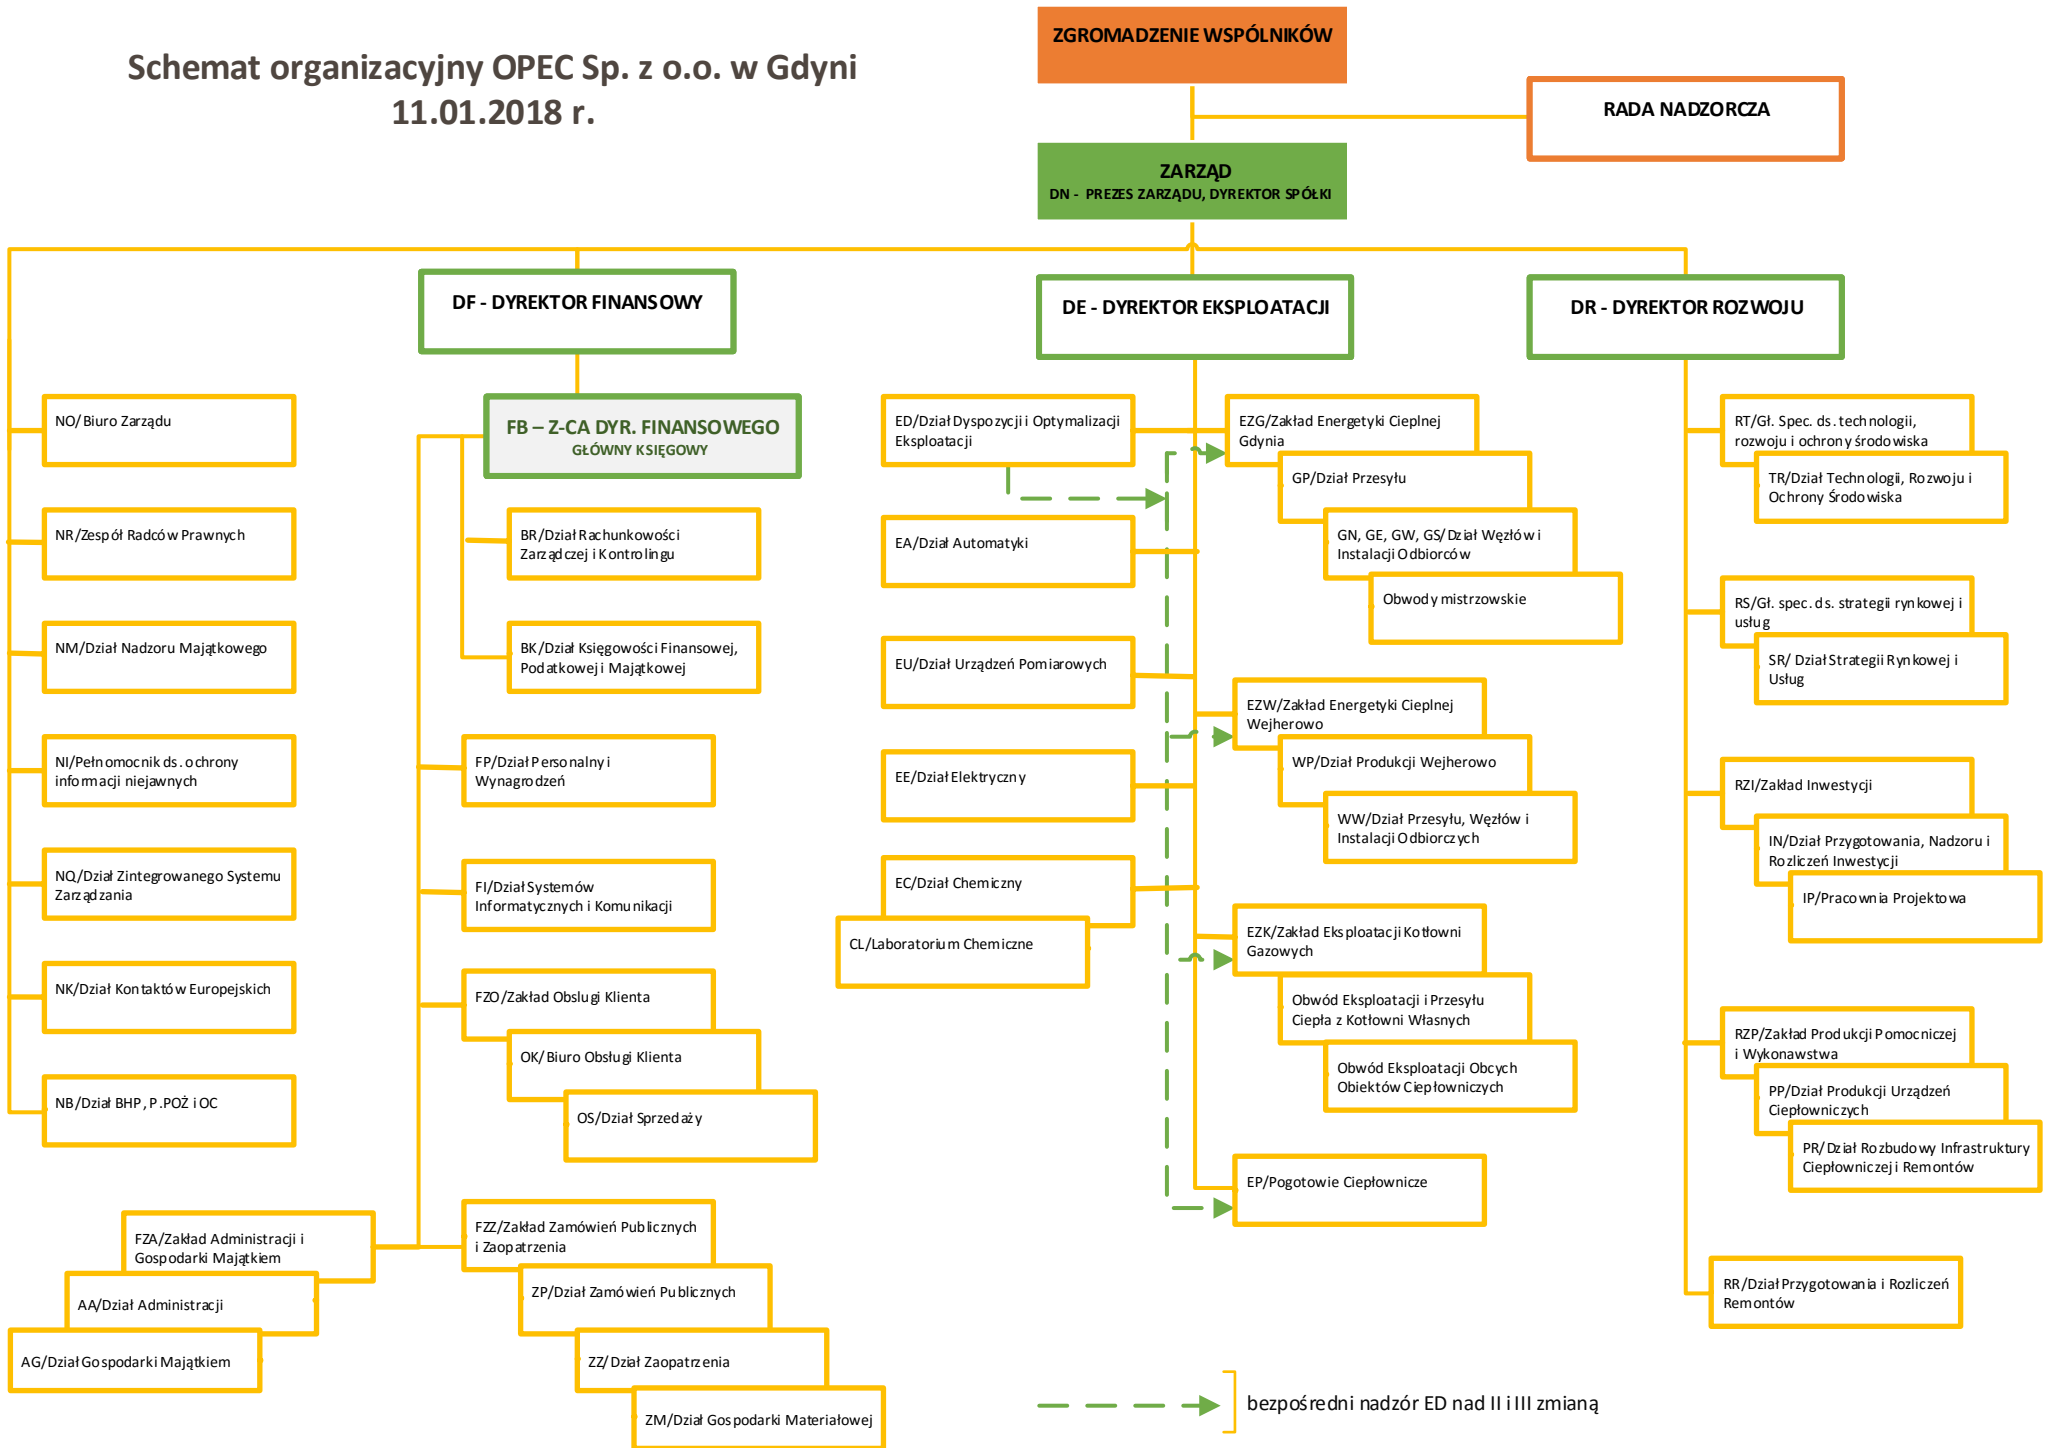 Schemat organizacyjny OPEC Sp. z o.o. w Gdyni
11.01.2018 r.
ZGROMADZENIE WSPÓLNIKÓW
RADA NADZORCZA
ZARZĄD
DN - PREZES ZARZĄDU, DYREKTOR SPÓŁKI
DF - DYREKTOR FINANSOWY
DE - DYREKTOR EKSPLOATACJI
DR - DYREKTOR ROZWOJU
NO/Biuro Zarządu
NR/Zespół Radców Prawnych
NM/Dział Nadzoru Majątkowego
NI/Pełnomocnik ds. ochrony
informacji niejawnych
NQ/Dział Zintegrowanego Systemu
Zarządzania
NK/Dział Kontaktów Europejskich
NB/Dział BHP, P.POŻ i OC
FB – Z-CA DYR. FINANSOWEGO
GŁÓWNY KSIĘGOWY
BR/Dział Rachunkowości
Zarządczej i Kontrolingu
BK/Dział Księgowości Finansowej,
Podatkowej i Majątkowej
FP/Dział Personalny i
Wynagrodzeń
FI/Dział Systemów
Informatycznych i Komunikacji
FZO/Zakład Obslugi Klienta
OK/Biuro Obsługi Klienta
OS/Dział Sprzedaży
FZA/Zakład Administracji i
Gospodarki Majątkiem
AA/Dział Administracji
AG/Dział Gospodarki Majątkiem
FZZ/Zakład Zamówień Publicznych
i Zaopatrzenia
ZP/Dział Zamówień Publicznych
ZZ/Dział Zaopatrzenia
ZM/Dział Gospodarki Materiałowej
ED/Dział Dyspozycji i Optymalizacji
Eksploatacji
EA/Dział Automatyki
EU/Dział Urządzeń Pomiarowych
EE/Dział Elektryczny
EC/Dział Chemiczny
CL/Laboratorium Chemiczne
EZG/Zakład Energetyki Cieplnej
Gdynia
GP/Dział Przesyłu
GN, GE, GW, GS/Dział Węzłów i
Instalacji Odbiorców
Obwody mistrzowskie
EZW/Zakład Energetyki Cieplnej
Wejherowo
WP/Dział Produkcji Wejherowo
WW/Dział Przesyłu, Węzłów i
Instalacji Odbiorczych
EZK/Zakład Eksploatacji Kotłowni
Gazowych
Obwód Eksploatacji i Przesyłu
Ciepła z Kotłowni Własnych
Obwód Eksploatacji Obcych
Obiektów Ciepłowniczych
EP/Pogotowie Ciepłownicze
RT/Gł. Spec. ds. technologii,
rozwoju i ochrony środowiska
TR/Dział Technologii, Rozwoju i
Ochrony Środowiska
RS/Gł. spec. ds. strategii rynkowej i
usług
SR/ Dział Strategii Rynkowej i
Usług
RZI/Zakład Inwestycji
IN/Dział Przygotowania, Nadzoru i
Rozliczeń Inwestycji
IP/Pracownia Projektowa
RZP/Zakład Produkcji Pomocniczej
i Wykonawstwa
PP/Dział Produkcji Urządzeń
Ciepłowniczych
PR/Dział Rozbudowy Infrastruktury
Ciepłowniczej i Remontów
RR/Dział Przygotowania i Rozliczeń
Remontów
bezpośredni nadzór ED nad II i III zmianą